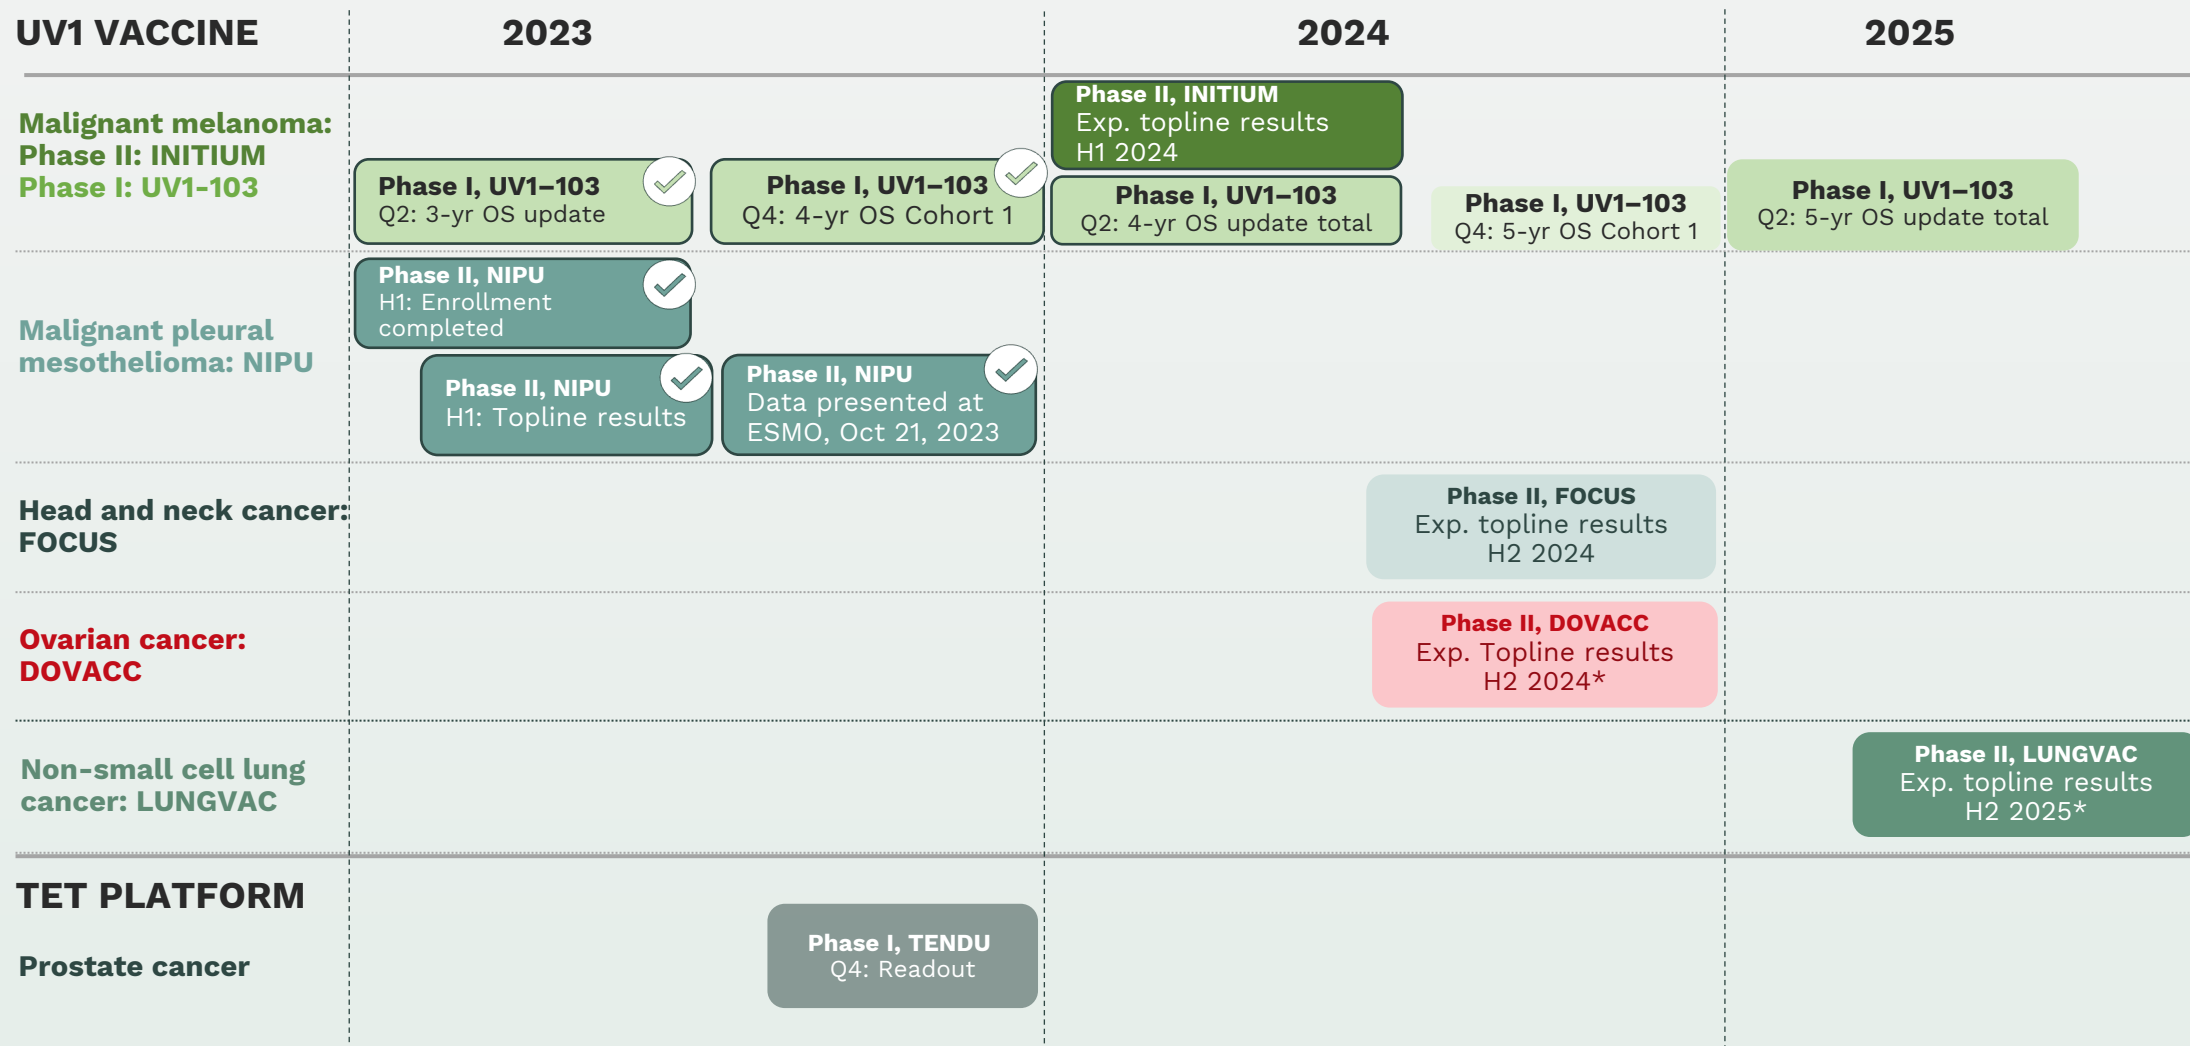 UV1 VACCINE
2023
2024
2025
Malignant melanoma:
Phase II: INITIUM
Phase I: UV1-103
Phase I, UV1–103
Q2: 3-yr OS update
Phase I, UV1–103
Q4: 4-yr OS Cohort 1
Phase II, INITIUM
Exp. topline results
H1 2024
Phase I, UV1–103
Q2: 4-yr OS update total
Phase I, UV1–103
Q4: 5-yr OS Cohort 1
Phase I, UV1–103
Q2: 5-yr OS update total
Malignant pleural
mesothelioma: NIPU
Phase II, NIPU
H1: Enrollment
completed
Phase II, NIPU
H1: Topline results
Phase II, NIPU
Data presented at
ESMO, Oct 21, 2023
Head and neck cancer:
FOCUS
Phase II, FOCUS
Exp. topline results
H2 2024
Ovarian cancer:
DOVACC
Phase II, DOVACC
Exp. Topline results
H2 2024*
Non-small cell lung
cancer: LUNGVAC
Phase II, LUNGVAC
Exp. topline results
H2 2025*
TET PLATFORM
Prostate cancer
Phase I, TENDU
Q4: Readout